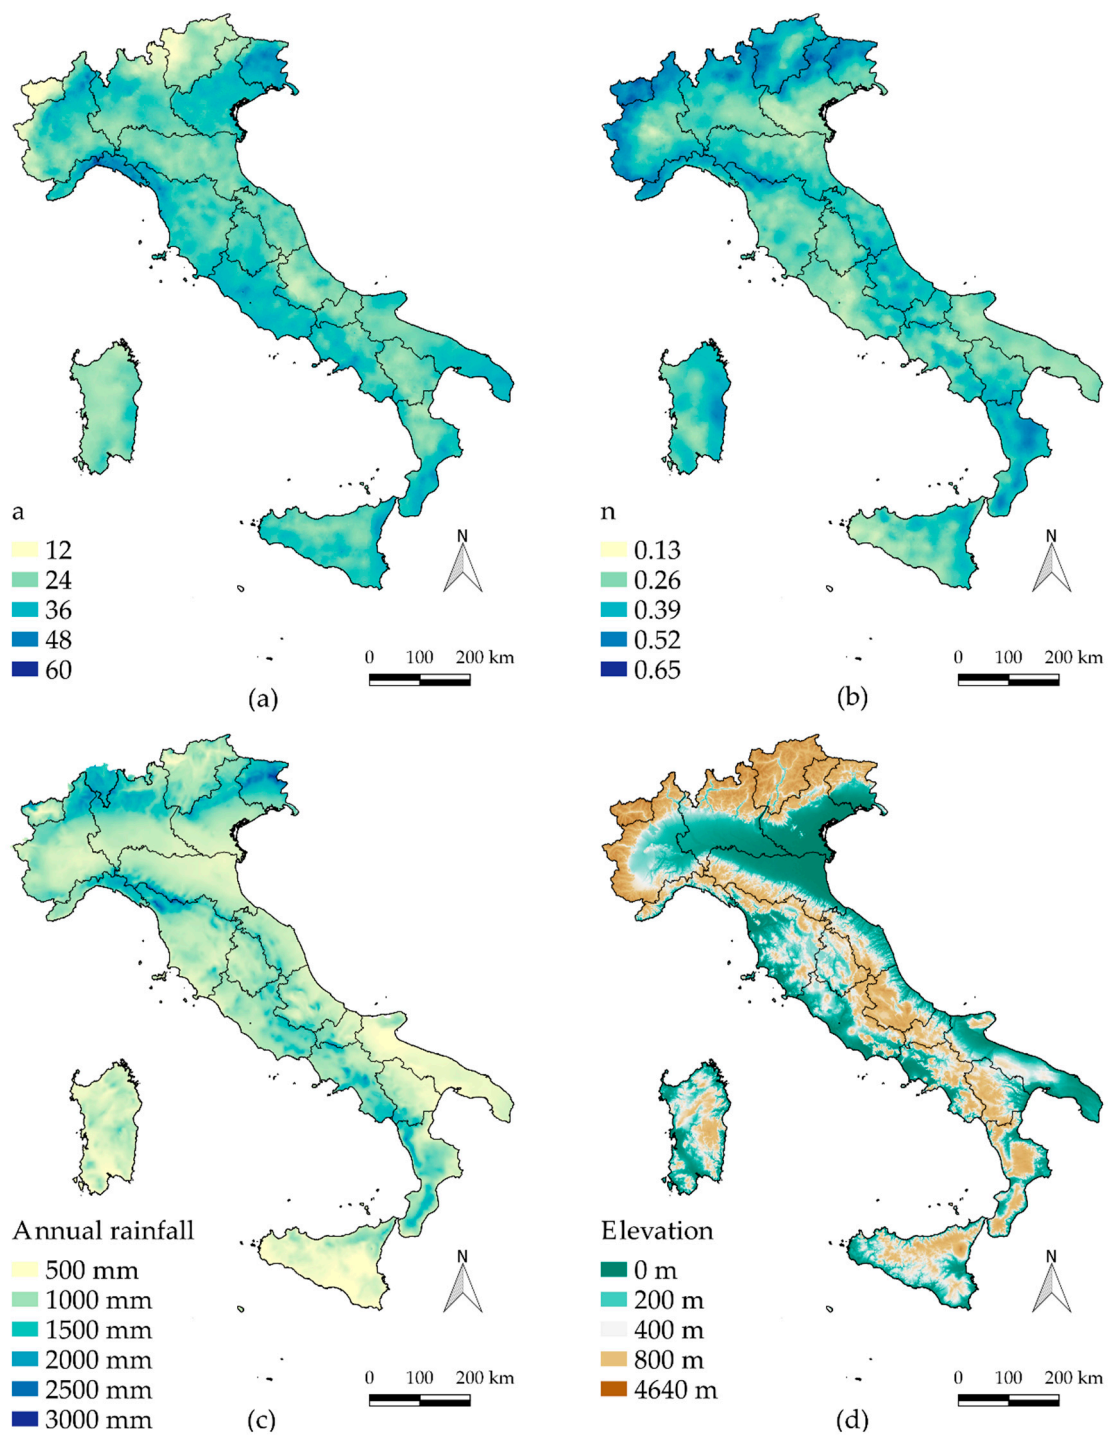 a
12
24
36
48
60
N
0 100 200 km
(a)
n
0.13
0.26
0.39
0.52
0.65
N
0 100 200 km
(b)
Annual rainfall
500 mm
1000 mm
1500 mm
2000 mm
2500 mm
3000 mm
N
0 100 200 km
(c)
Elevation
0 m
200 m
400 m
800 m
4640 m
N
0 100 200 km
(d)